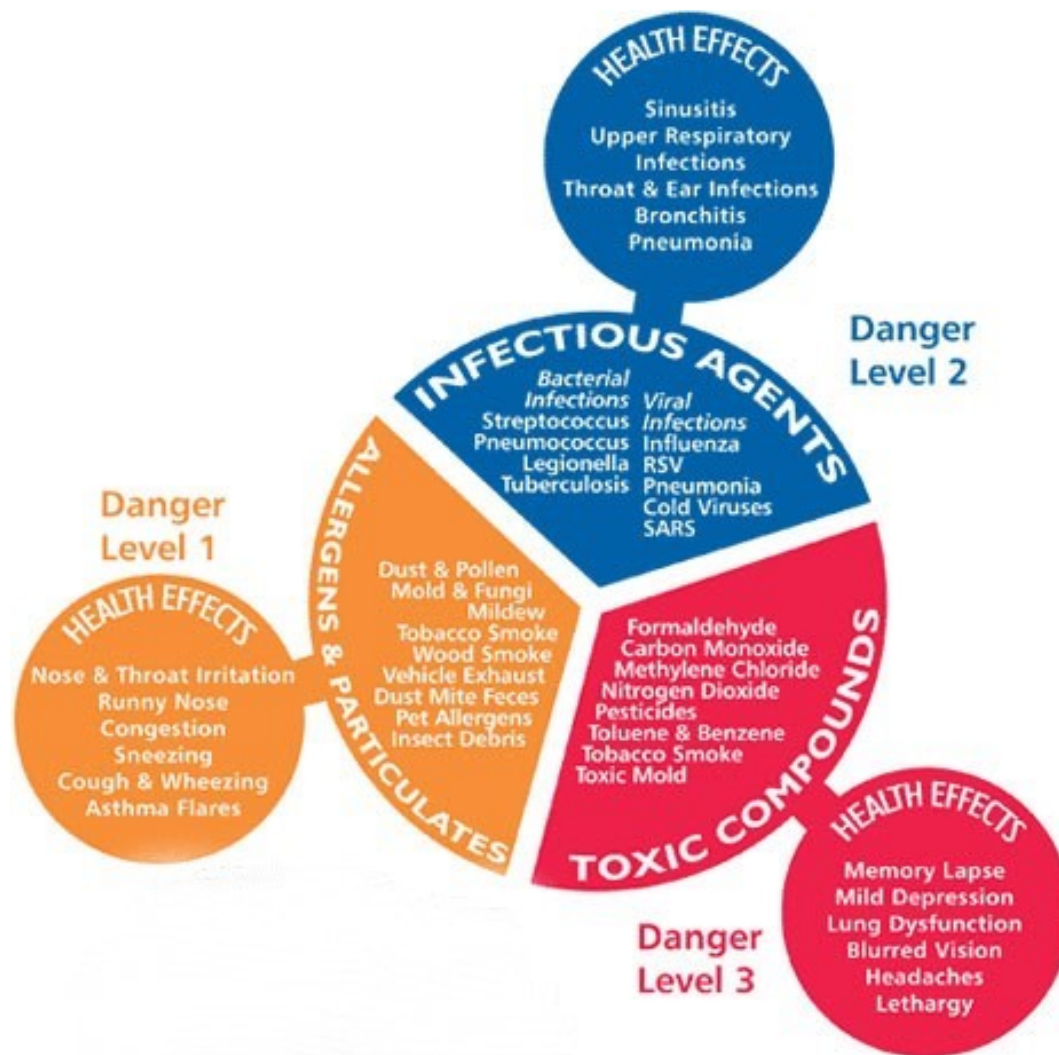 HEALTH EFFECTS
Sinusitis
Upper Respiratory
Infections
Throat & Ear Infections
Bronchitis
Pneumonia
Danger
Level 2
INFECTIOUS AGENTS
Bacterial
Infections
Streptococcus
Pneumococcus
Legionella
Tuberculosis
Viral
Infections
Influenza
RSV
Pneumonia
Cold Viruses
SARS
Danger
Level 1
HEALTH EFFECTS
Nose & Throat Irritation
Runny Nose
Congestion
Sneezing
Cough & Wheezing
Asthma Flares
ALLERGENS & PARTICULATES
Dust & Pollen
Mold & Fungi
Mildew
Tobacco Smoke
Wood Smoke
Vehicle Exhaust
Dust Mite Feces
Pet Allergens
Insect Debris
TOXIC COMPOUNDS
Formaldehyde
Carbon Monoxide
Methylene Chloride
Nitrogen Dioxide
Pesticides
Toluene & Benzene
Tobacco Smoke
Toxic Mold
Danger
Level 3
HEALTH EFFECTS
Memory Lapse
Mild Depression
Lung Dysfunction
Blurred Vision
Headaches
Lethargy